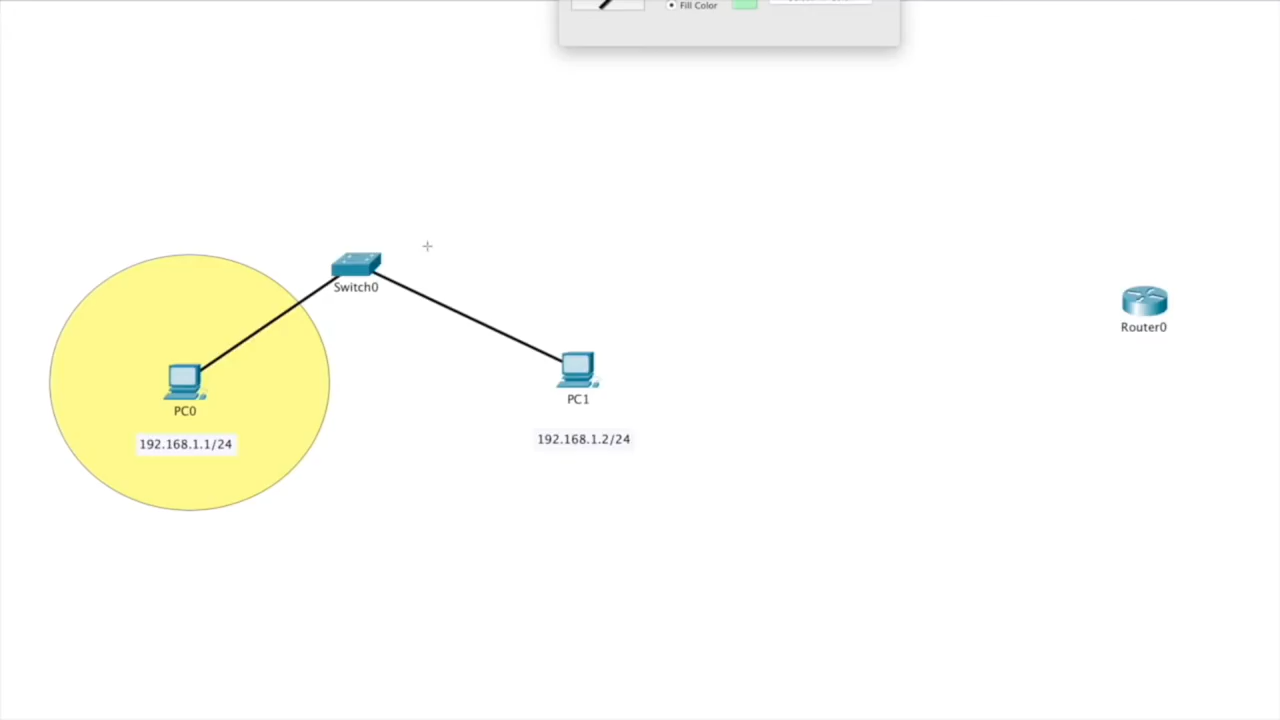 Fill Color
Switch0
Router0
PC0
PC1
192.168.1.1/24
192.168.1.2/24